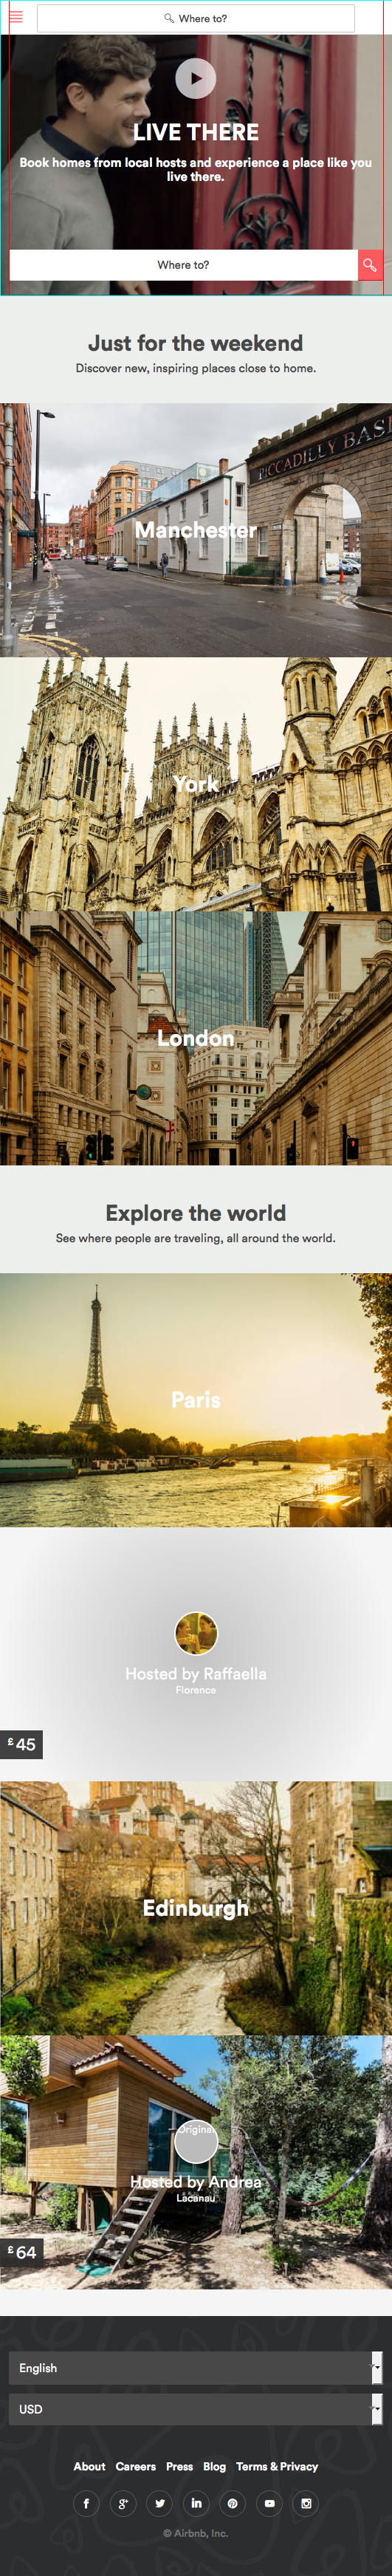 Where to?
LIVE THERE
Book homes from local hosts and experience a place like you
live there.
Where to?
Just for the weekend
Discover new, inspiring places close to home.
PICCADILLY BAS
Manchester
York
London
Explore the world
See where people are traveling, all around the world.
Paris
Hosted by Raffaella
Florence
£45
Edinburgh
Original
Hosted by Andrea
Lacanau
£64
English
USD
About Careers Press Blog Terms & Privacy
© Airbnb, Inc.